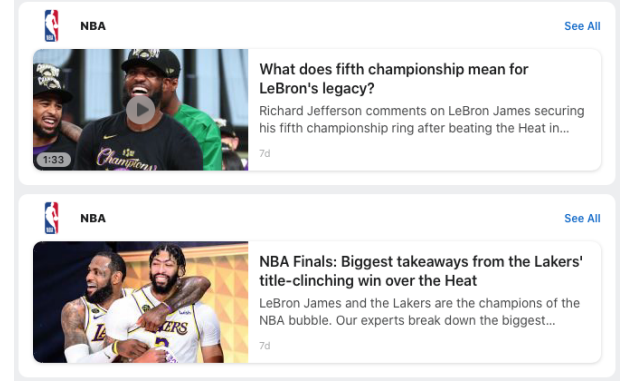 NBA
See All
What does fifth championship mean for
LeBron's legacy?
Richard Jefferson comments on LeBron James securing
his fifth championship ring after beating the Heat in...
7d
1:33
Champions
NBA
See All
NBA Finals: Biggest takeaways from the Lakers'
title-clinching win over the Heat
LeBron James and the Lakers are the champions of the
NBA bubble. Our experts break down the biggest...
7d